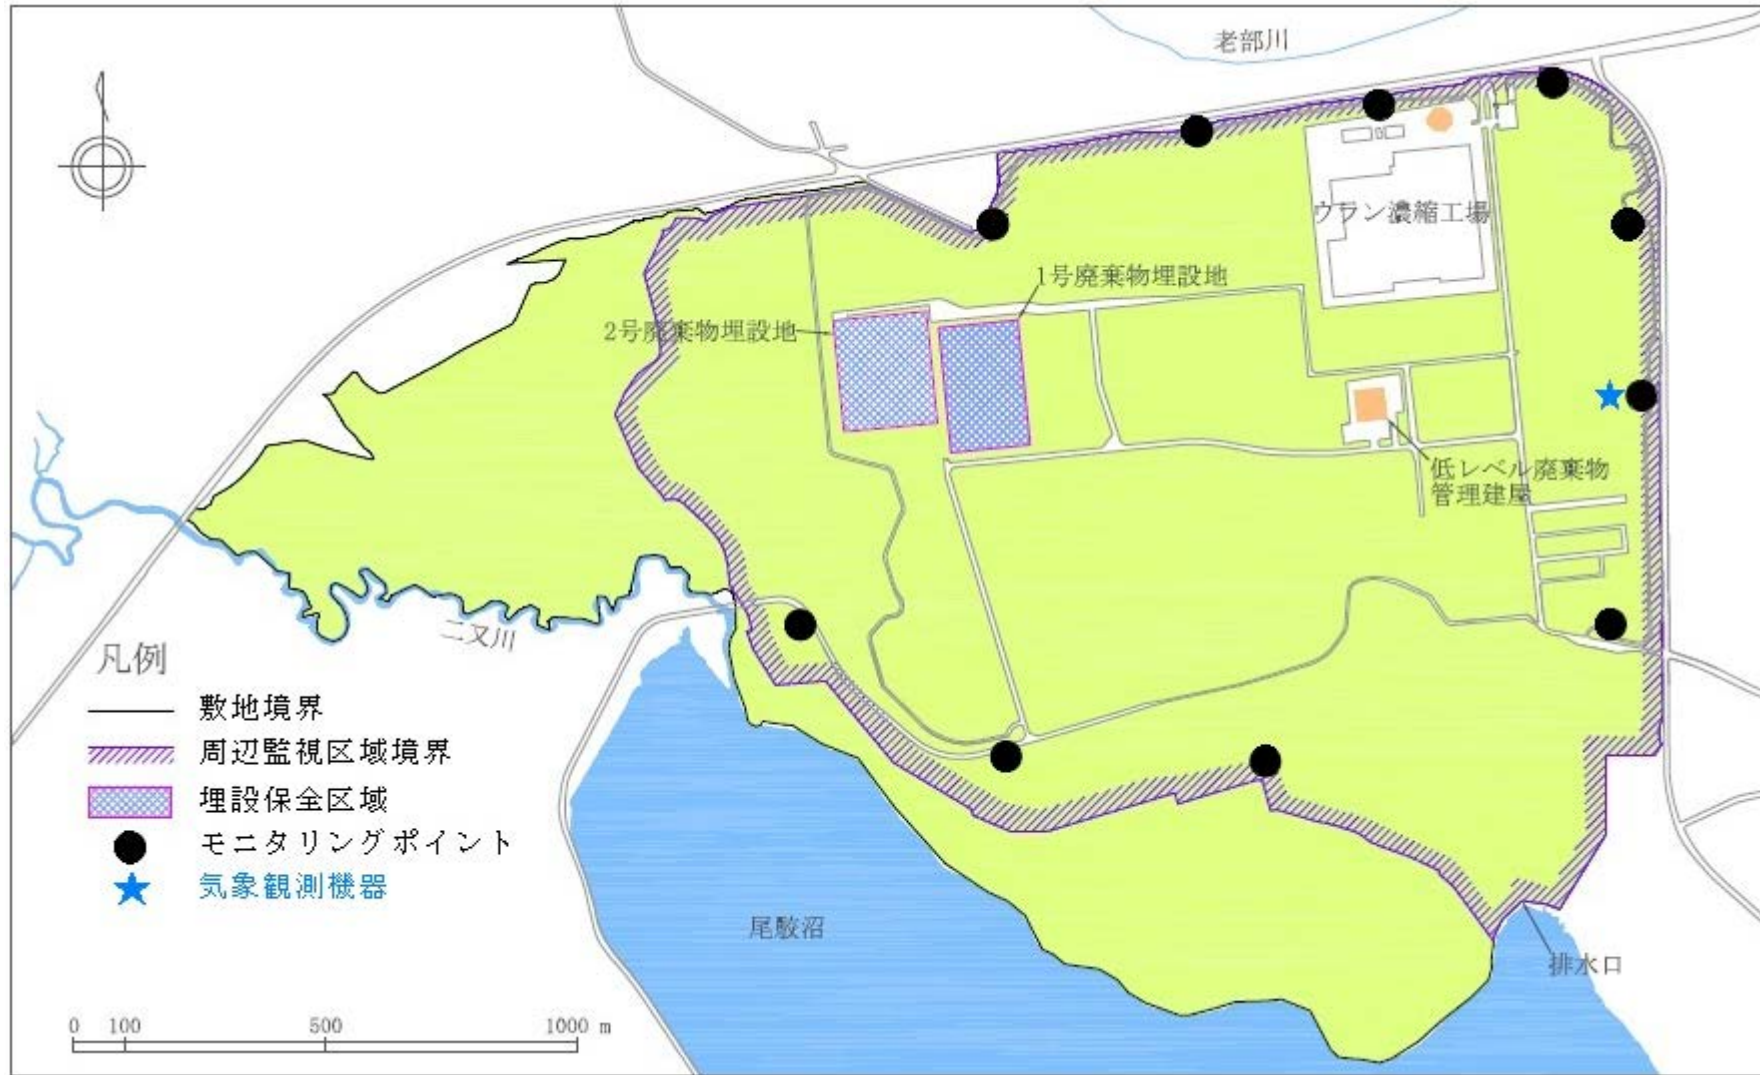 老部川
ウラン濃縮工場
1号廃棄物埋設地
2号廃棄物埋設地
低レベル廃棄物
管理建屋
二又川
凡例
敷地境界
周辺監視区域境界
埋設保全区域
モニタリングポイント
気象観測機器
尾駮沼
排水口
0 100 500 1000 m